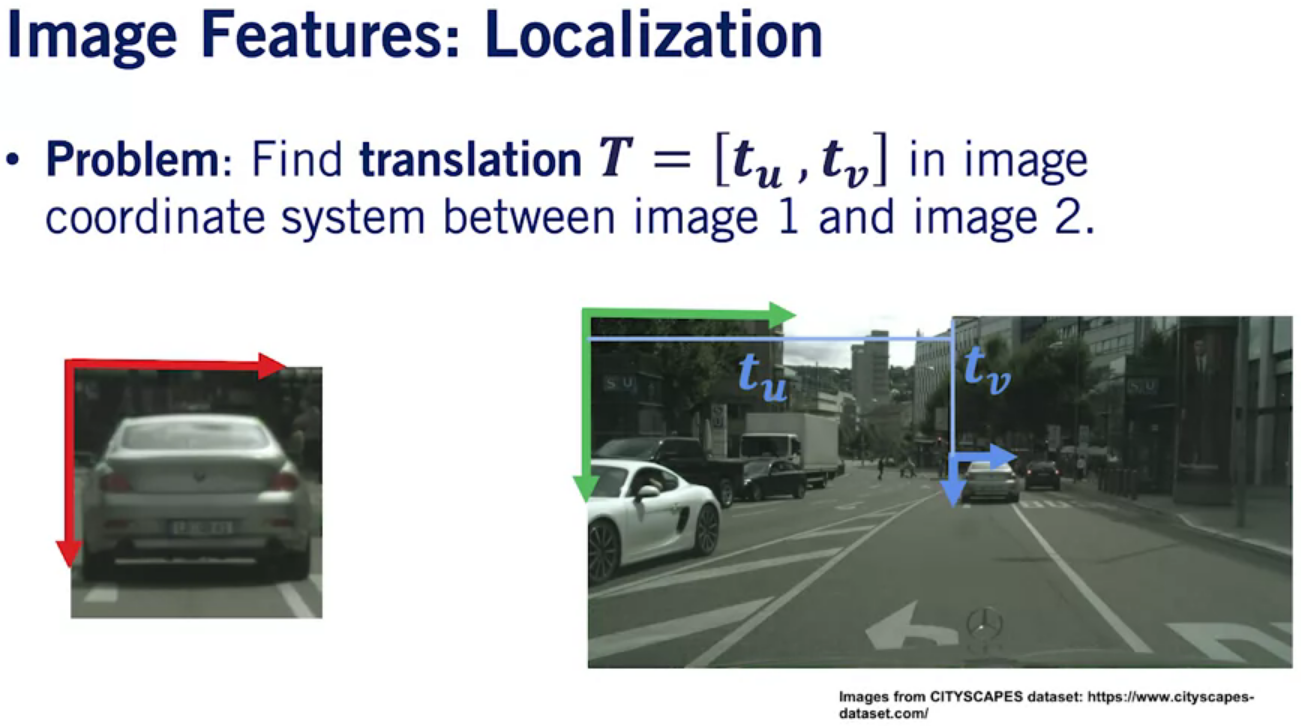 Image Features: Localization
• Problem: Find translation T = [t_u , t_v] in image
coordinate system between image 1 and image 2.
t_u
t_v
S U
S U
Images from CITYSCAPES dataset: https://www.cityscapes-
dataset.com/